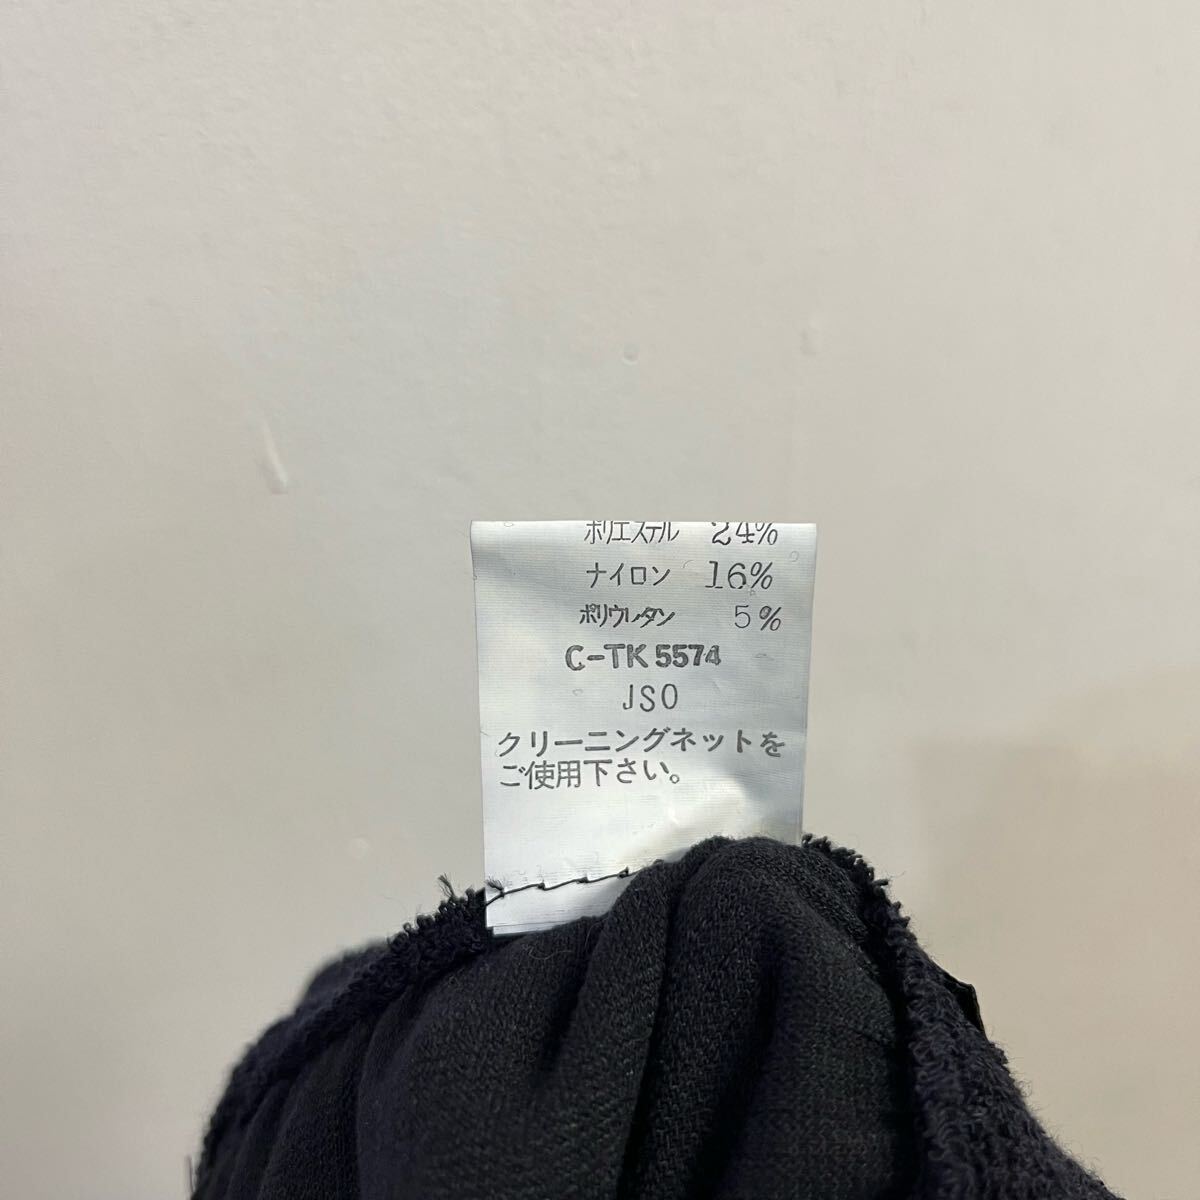 ポリエステル 24%
ナイロン 16%
ポリウレタン 5%
C-TK 5574
JSO
クリーニングネットを
ご使用下さい。